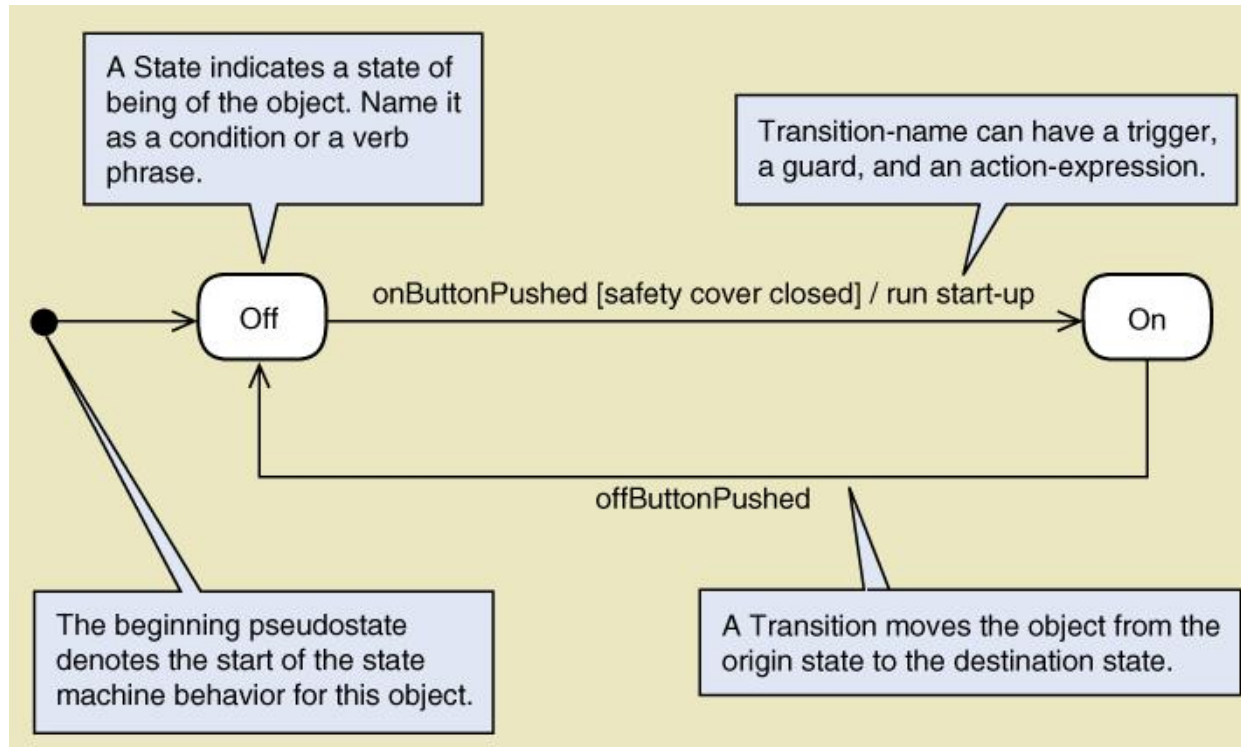 A State indicates a state of
being of the object. Name it
as a condition or a verb
phrase.
Transition-name can have a trigger,
a guard, and an action-expression.
onButtonPushed [safety cover closed] / run start-up
Off
On
offButtonPushed
The beginning pseudostate
denotes the start of the state
machine behavior for this object.
A Transition moves the object from the
origin state to the destination state.